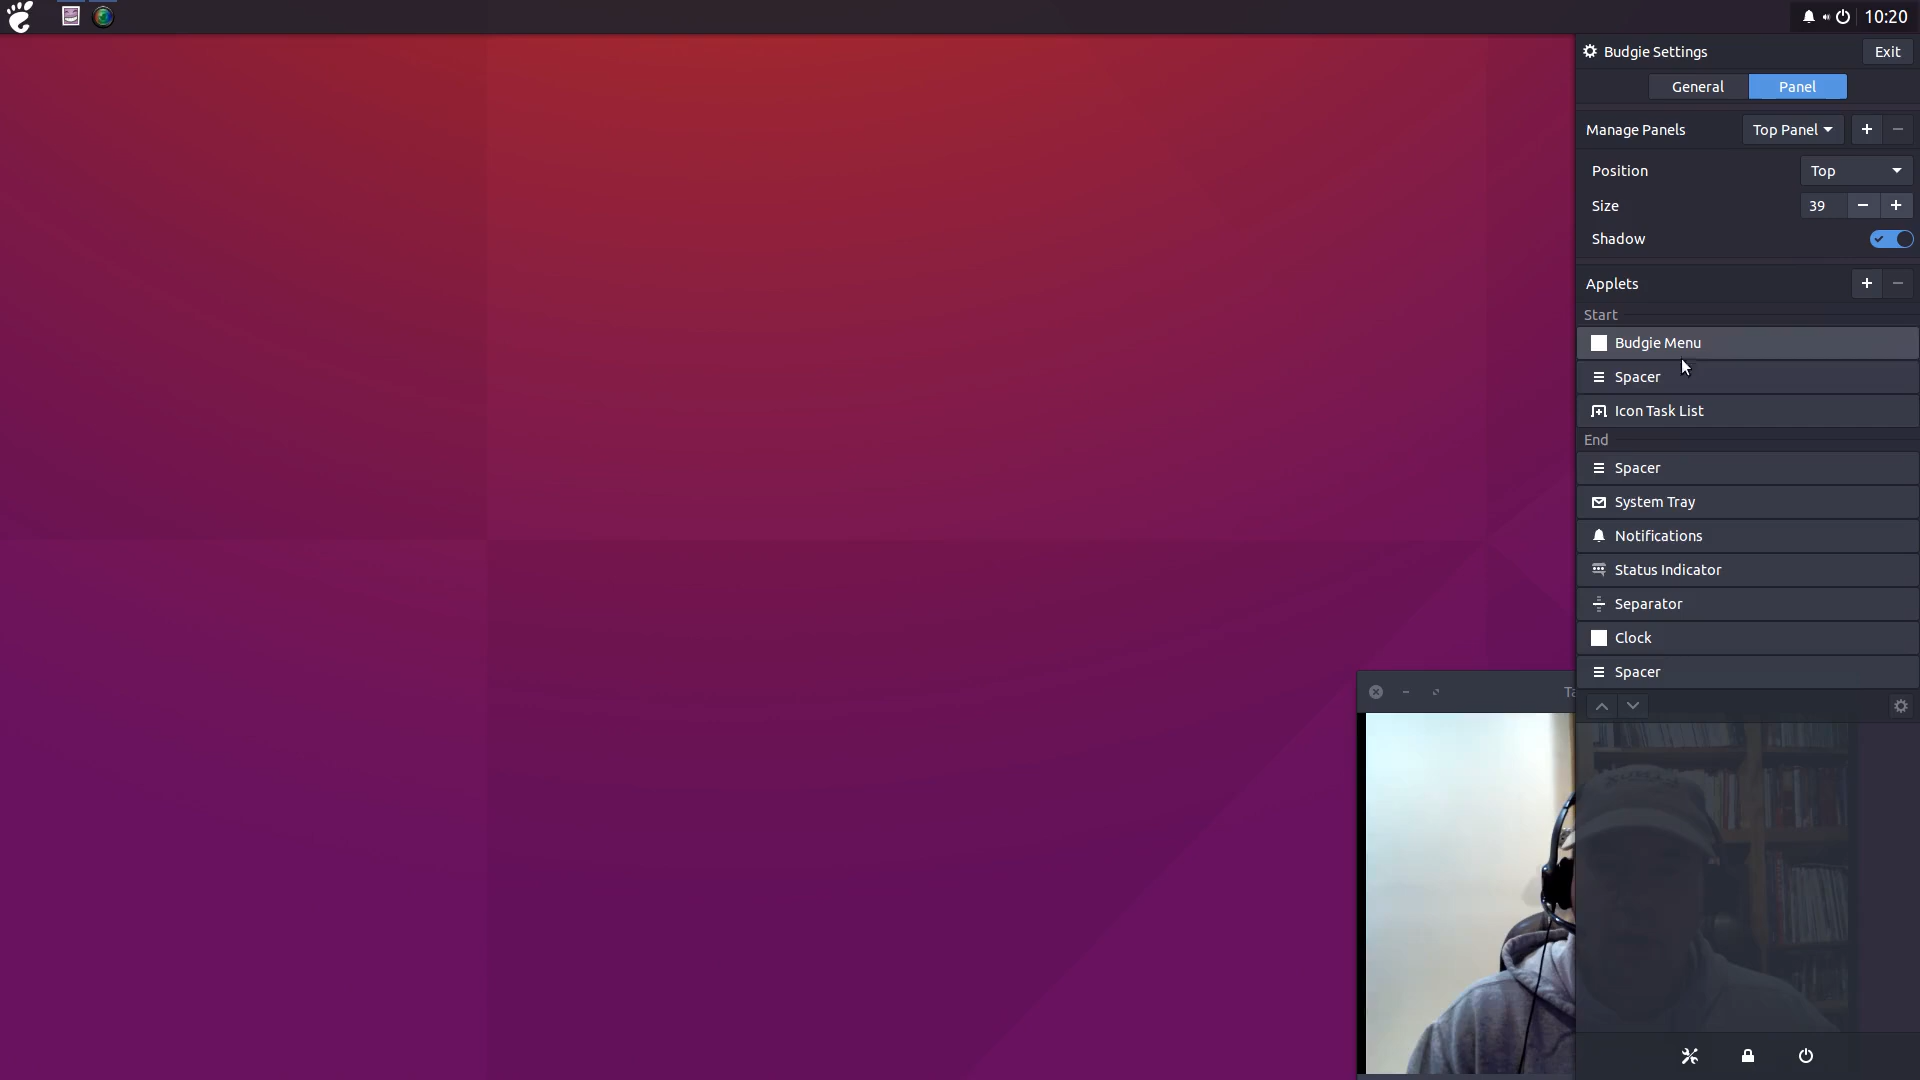 10:20
Budgie Settings Exit
General Panel
Manage Panels Top Panel
Position Top
Size 39
Shadow
Applets
Start
Budgie Menu
Spacer
Icon Task List
End
Spacer
System Tray
Notifications
Status Indicator
Separator
Clock
Spacer